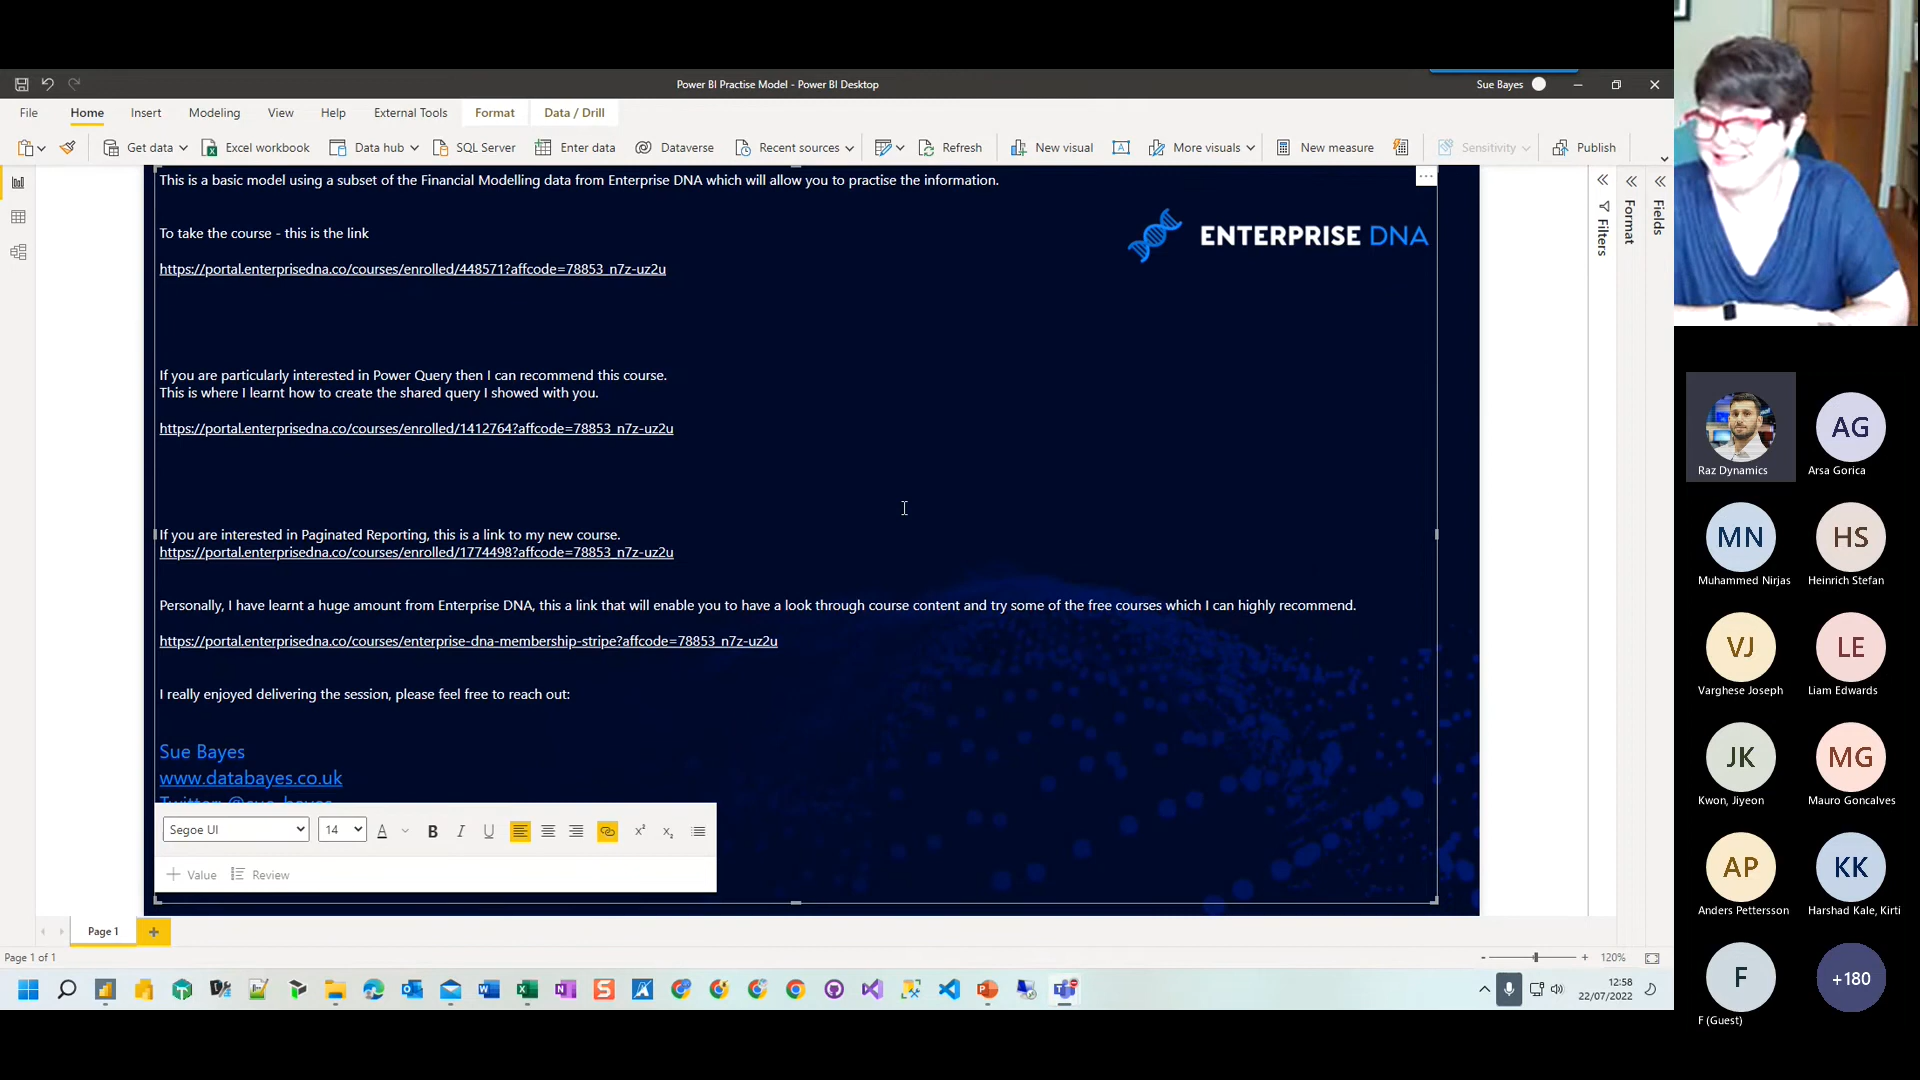 Power BI Practise Model - Power BI Desktop
Sue Bayes
File Home Insert Modeling View Help External Tools Format Data / Drill
Get data Excel workbook Data hub SQL Server Enter data Dataverse Recent sources Refresh New visual More visuals New measure Sensitivity Publish
This is a basic model using a subset of the Financial Modelling data from Enterprise DNA which will allow you to practise the information.
ENTERPRISE DNA
To take the course - this is the link
https://portal.enterprisedna.co/courses/enrolled/448571?affcode=78853_n7z-uz2u
If you are particularly interested in Power Query then I can recommend this course.
This is where I learnt how to create the shared query I showed with you.
https://portal.enterprisedna.co/courses/enrolled/1412764?affcode=78853_n7z-uz2u
If you are interested in Paginated Reporting, this is a link to my new course.
https://portal.enterprisedna.co/courses/enrolled/1774498?affcode=78853_n7z-uz2u
Personally, I have learnt a huge amount from Enterprise DNA, this a link that will enable you to have a look through course content and try some of the free courses which I can highly recommend.
https://portal.enterprisedna.co/courses/enterprise-dna-membership-stripe?affcode=78853_n7z-uz2u
I really enjoyed delivering the session, please feel free to reach out:
Sue Bayes
www.databayes.co.uk
Twitter: @sue_bayes
Segoe UI 14 A B I U
Value Review
Filters
Format
Fields
Page 1
Page 1 of 1
120%
12:58
22/07/2022
Raz Dynamics
AG
Arsa Gorica
MN
Muhammed Nirjas
HS
Heinrich Stefan
VJ
Varghese Joseph
LE
Liam Edwards
JK
Kwon, Jiyeon
MG
Mauro Goncalves
AP
Anders Pettersson
KK
Harshad Kale, Kirti
F
F (Guest)
+180